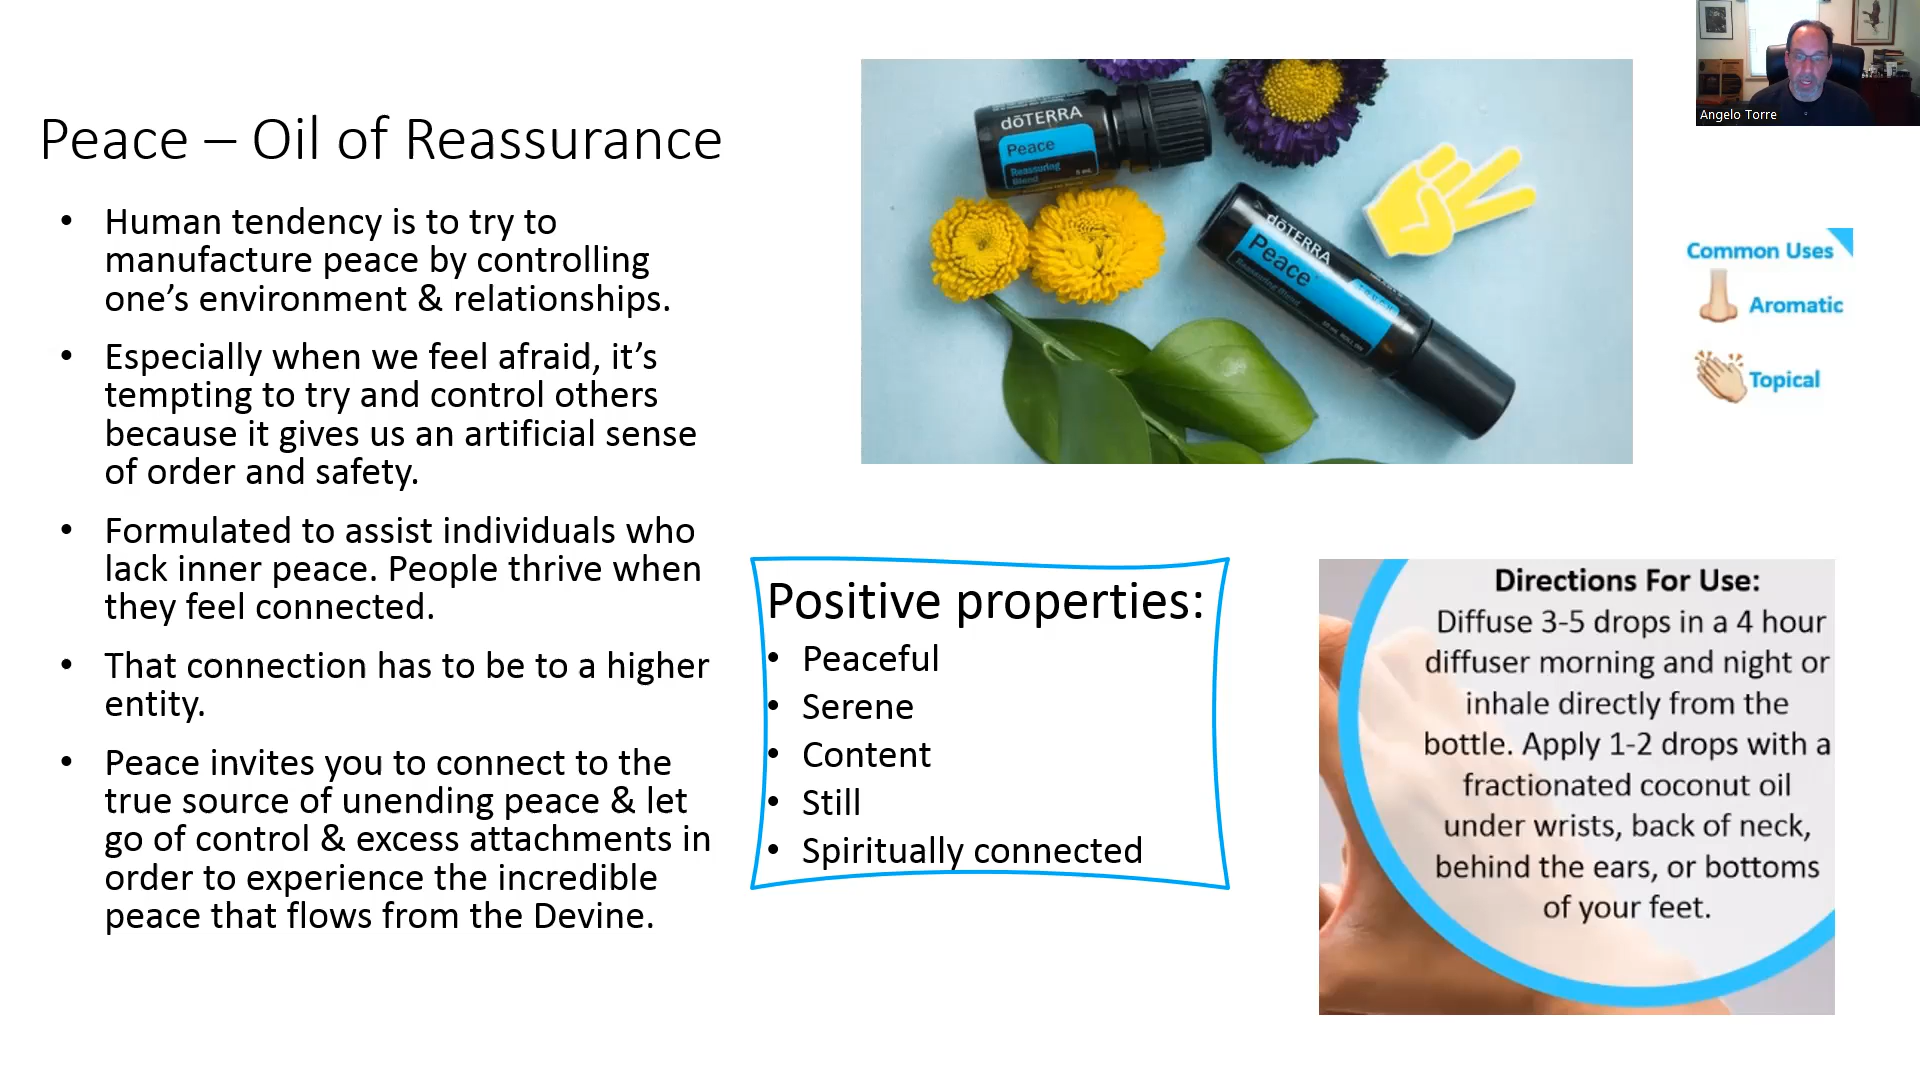 Peace – Oil of Reassurance
• Human tendency is to try to
manufacture peace by controlling
one’s environment & relationships.
• Especially when we feel afraid, it’s
tempting to try and control others
because it gives us an artificial sense
of order and safety.
• Formulated to assist individuals who
lack inner peace. People thrive when
they feel connected.
• That connection has to be to a higher
entity.
• Peace invites you to connect to the
true source of unending peace & let
go of control & excess attachments in
order to experience the incredible
peace that flows from the Devine.
dōTERRA
Peace
Reassuring
Blend
5 mL
dōTERRA
Peace
Reassuring Blend
TOUCH
Angelo Torre
Common Uses
Aromatic
Topical
Positive properties:
• Peaceful
• Serene
• Content
• Still
• Spiritually connected
Directions For Use:
Diffuse 3-5 drops in a 4 hour
diffuser morning and night or
inhale directly from the
bottle. Apply 1-2 drops with a
fractionated coconut oil
under wrists, back of neck,
behind the ears, or bottoms
of your feet.